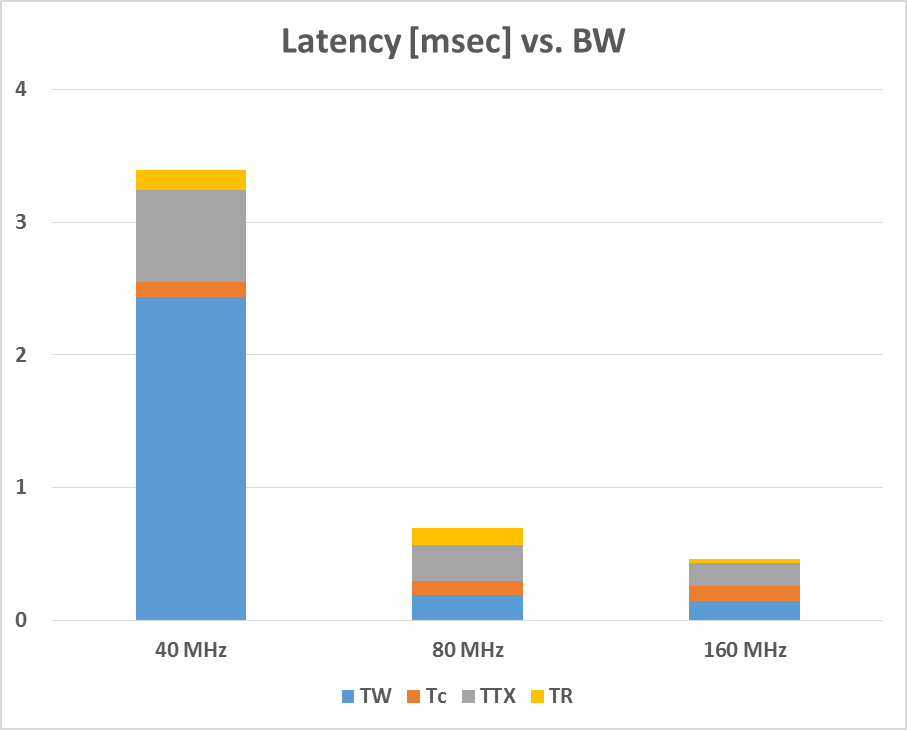 Latency [msec] vs. BW
4
3
2
1
0
40 MHz 80 MHz 160 MHz
TW Tc TTX TR